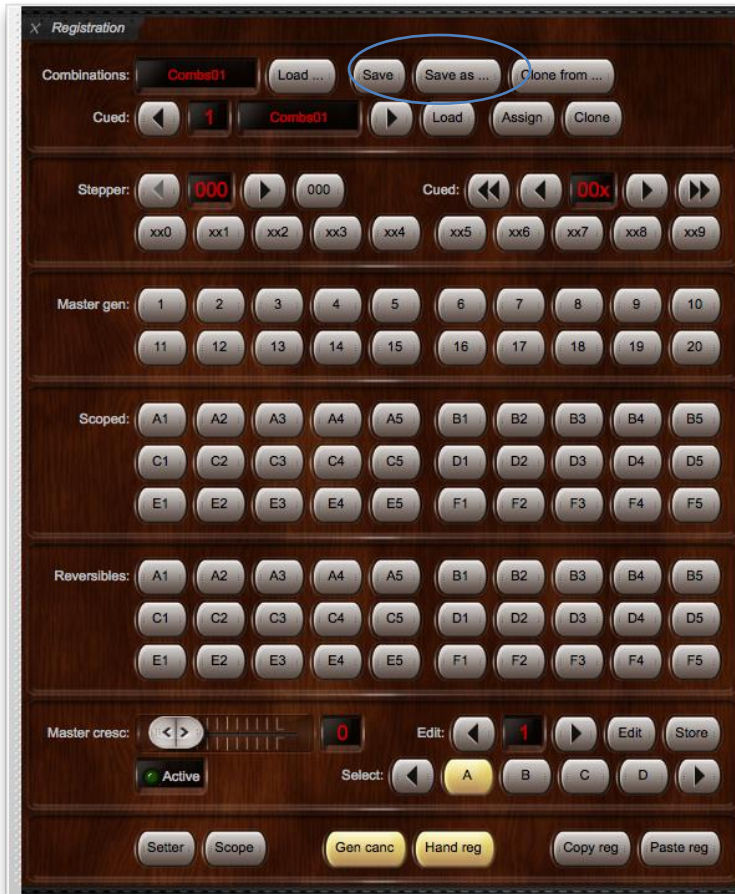 X Registration
Combinations: Combs01 Load ... Save Save as ... Clone from ...
Cued: 1 Combs01 Load Assign Clone
Stepper: 000 000 Cued: 00x
xx0 xx1 xx2 xx3 xx4 xx5 xx6 xx7 xx8 xx9
Master gen: 1 2 3 4 5 6 7 8 9 10
11 12 13 14 15 16 17 18 19 20
Scoped: A1 A2 A3 A4 A5 B1 B2 B3 B4 B5
C1 C2 C3 C4 C5 D1 D2 D3 D4 D5
E1 E2 E3 E4 E5 F1 F2 F3 F4 F5
Reversibles: A1 A2 A3 A4 A5 B1 B2 B3 B4 B5
C1 C2 C3 C4 C5 D1 D2 D3 D4 D5
E1 E2 E3 E4 E5 F1 F2 F3 F4 F5
Master cresc: 0 Edit: 1 Edit Store
Active Select: A B C D
Setter Scope Gen canc Hand reg Copy reg Paste reg